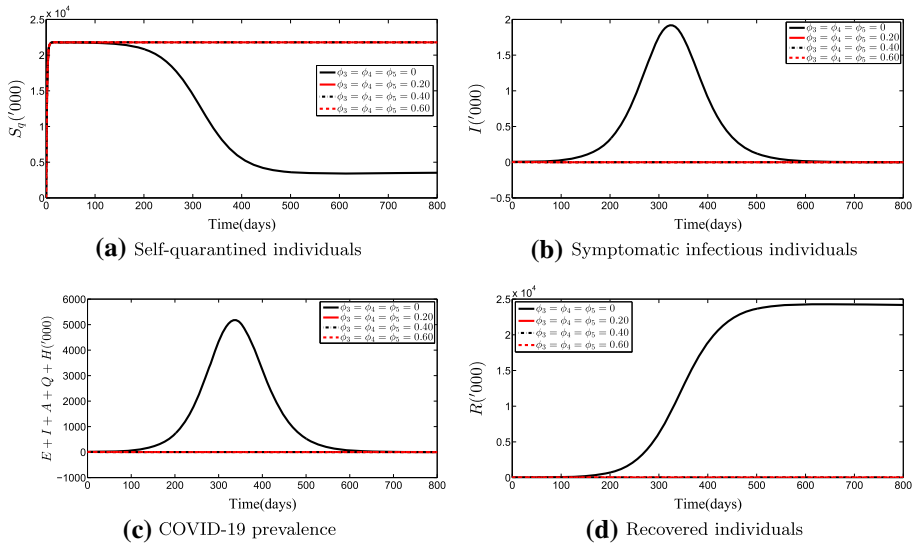 2.5 x 10⁴
2
1.5
1
0.5
0
0 100 200 300 400 500 600 700 800
S_q('000)
Time(days)
ϕ₃ = ϕ₄ = ϕ₅ = 0
ϕ₃ = ϕ₄ = ϕ₅ = 0.20
ϕ₃ = ϕ₄ = ϕ₅ = 0.40
ϕ₃ = ϕ₄ = ϕ₅ = 0.60
(a) Self-quarantined individuals
2
1.5
1
0.5
0
-0.5
0 100 200 300 400 500 600 700 800
I('000)
Time(days)
ϕ₃ = ϕ₄ = ϕ₅ = 0
ϕ₃ = ϕ₄ = ϕ₅ = 0.20
ϕ₃ = ϕ₄ = ϕ₅ = 0.40
ϕ₃ = ϕ₄ = ϕ₅ = 0.60
(b) Symptomatic infectious individuals
6000
5000
4000
3000
2000
1000
0
-1000
0 100 200 300 400 500 600 700 800
E + I + A + Q + H('000)
Time(days)
ϕ₃ = ϕ₄ = ϕ₅ = 0
ϕ₃ = ϕ₄ = ϕ₅ = 0.20
ϕ₃ = ϕ₄ = ϕ₅ = 0.40
ϕ₃ = ϕ₄ = ϕ₅ = 0.60
(c) COVID-19 prevalence
2.5 x 10⁴
2
1.5
1
0.5
0
0 100 200 300 400 500 600 700 800
R('000)
Time(days)
ϕ₃ = ϕ₄ = ϕ₅ = 0
ϕ₃ = ϕ₄ = ϕ₅ = 0.20
ϕ₃ = ϕ₄ = ϕ₅ = 0.40
ϕ₃ = ϕ₄ = ϕ₅ = 0.60
(d) Recovered individuals